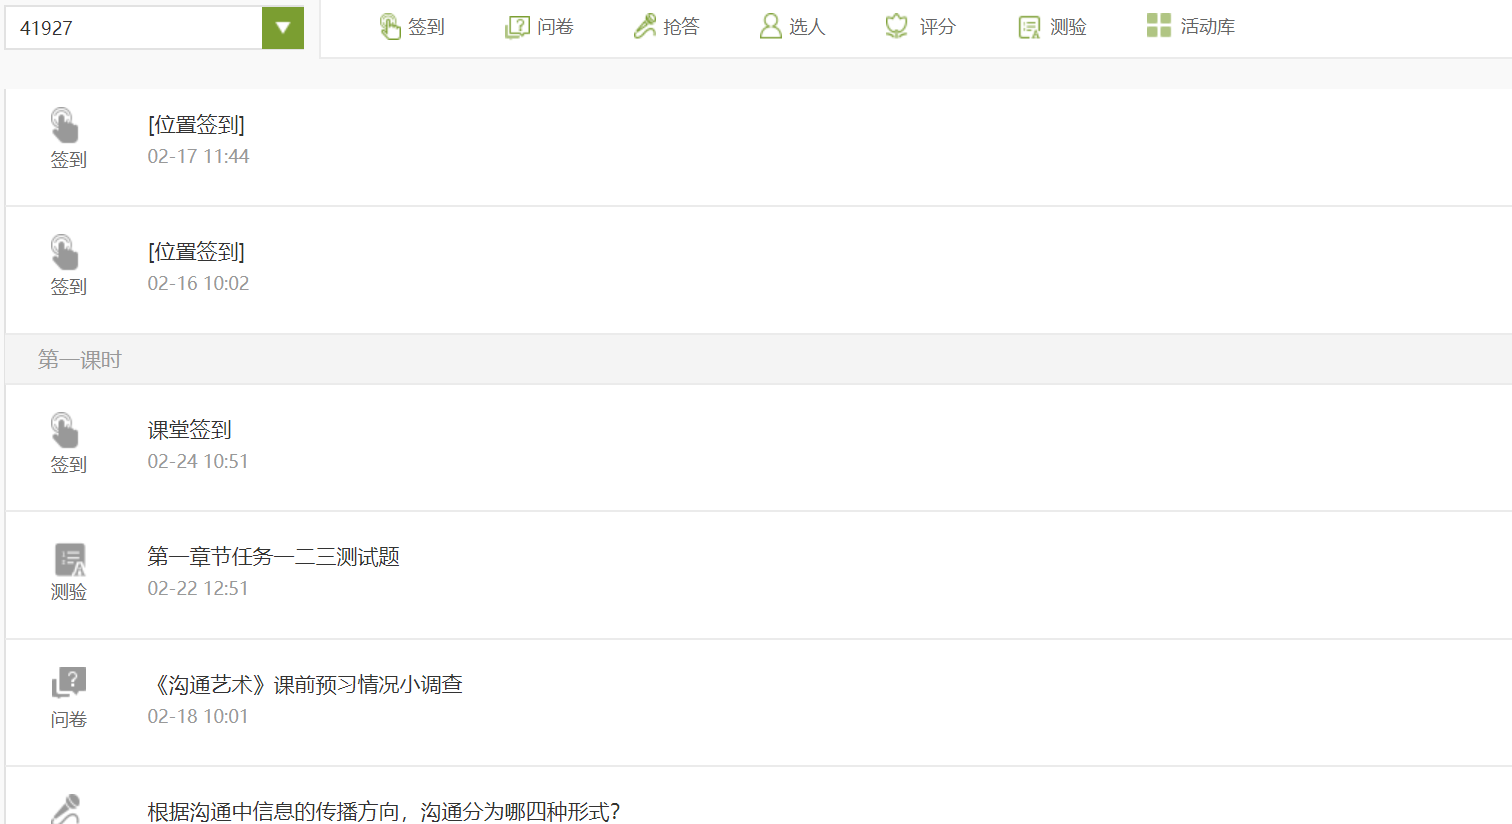 41927
签到 问卷 抢答 选人 评分 测验 活动库
[位置签到]
签到
02-17 11:44
[位置签到]
签到
02-16 10:02
第一课时
课堂签到
签到
02-24 10:51
第一章节任务一二三测试题
测验
02-22 12:51
《沟通艺术》课前预习情况小调查
问卷
02-18 10:01
根据沟通中信息的传播方向，沟通分为哪四种形式？